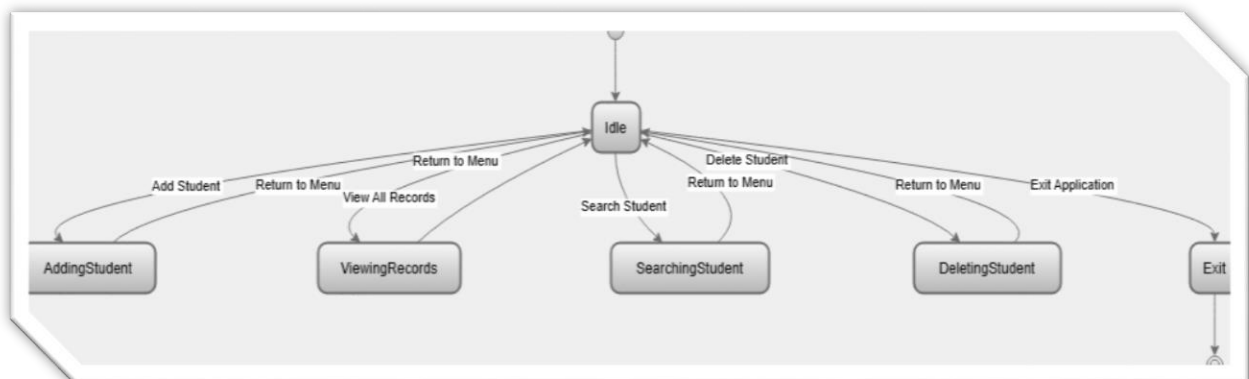 Idle
Return to Menu
Delete Student
Add Student
Return to Menu
View All Records
Search Student
Return to Menu
Return to Menu
Exit Application
AddingStudent
ViewingRecords
SearchingStudent
DeletingStudent
Exit